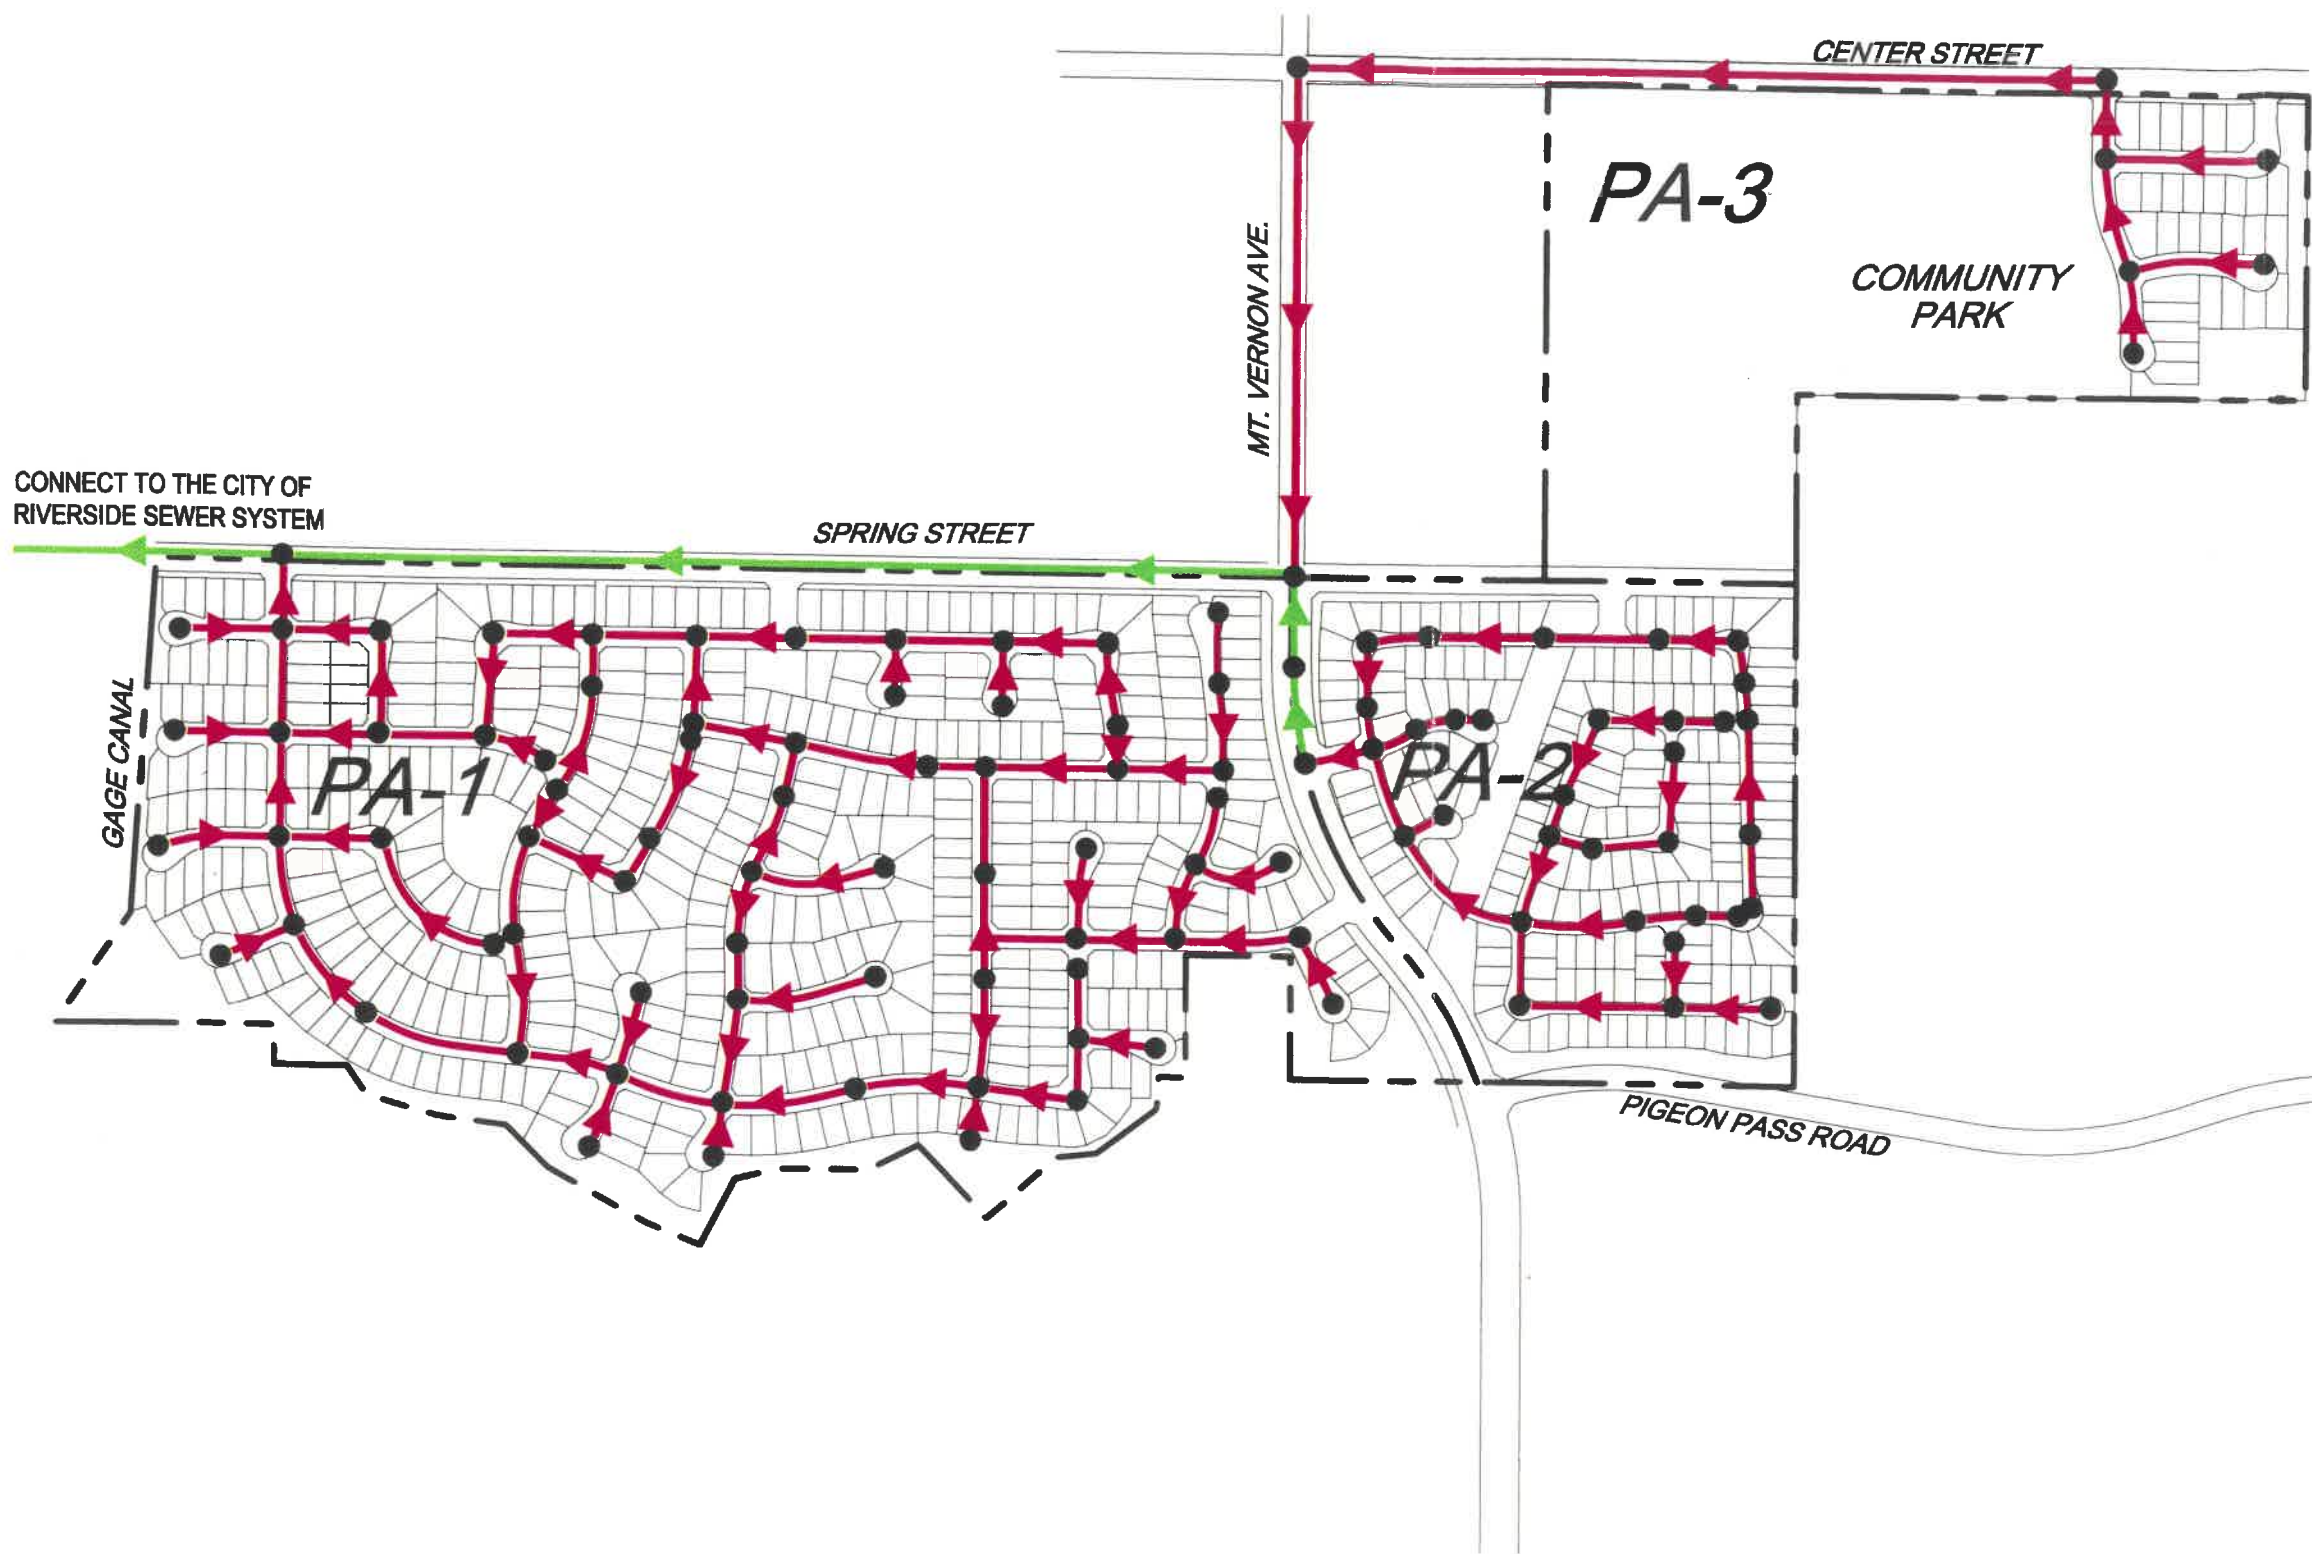 CENTER STREET
PA-3
COMMUNITY
PARK
MT. VERNON AVE.
CONNECT TO THE CITY OF
RIVERSIDE SEWER SYSTEM
SPRING STREET
GAGE CANAL
PA-1
PA-2
PIGEON PASS ROAD